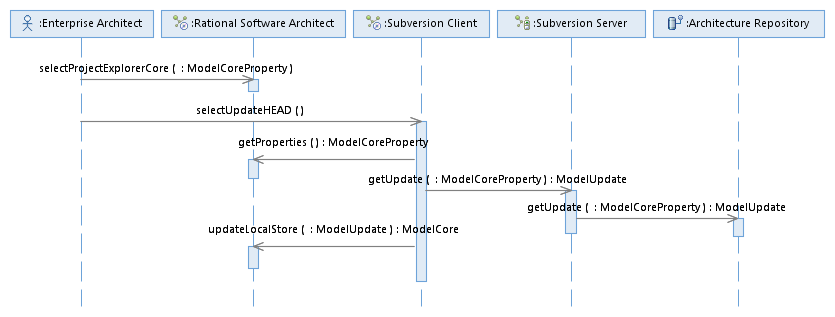 :Enterprise Architect
:Rational Software Architect
:Subversion Client
:Subversion Server
:Architecture Repository
selectProjectExplorerCore ( : ModelCoreProperty )
selectUpdateHEAD ( )
getProperties ( ) : ModelCoreProperty
getUpdate ( : ModelCoreProperty ) : ModelUpdate
getUpdate ( : ModelCoreProperty ) : ModelUpdate
updateLocalStore ( : ModelUpdate ) : ModelCore